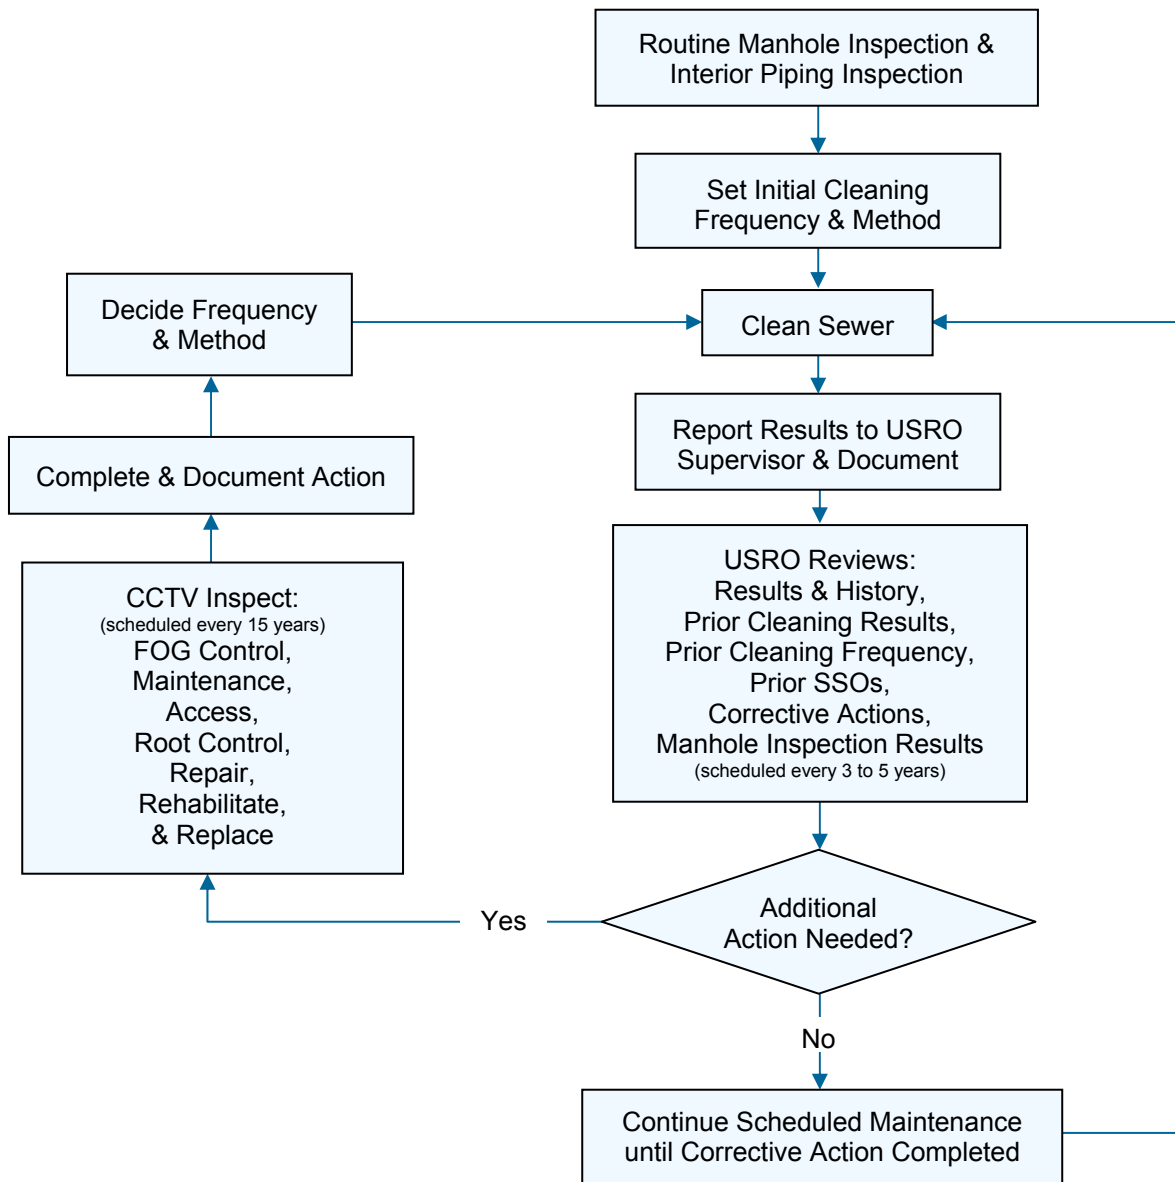 Routine Manhole Inspection &
Interior Piping Inspection
Set Initial Cleaning
Frequency & Method
Decide Frequency
& Method
Clean Sewer
Complete & Document Action
Report Results to USRO
Supervisor & Document
CCTV Inspect:
(scheduled every 15 years)
FOG Control,
Maintenance,
Access,
Root Control,
Repair,
Rehabilitate,
& Replace
USRO Reviews:
Results & History,
Prior Cleaning Results,
Prior Cleaning Frequency,
Prior SSOs,
Corrective Actions,
Manhole Inspection Results
(scheduled every 3 to 5 years)
Yes
Additional
Action Needed?
No
Continue Scheduled Maintenance
until Corrective Action Completed